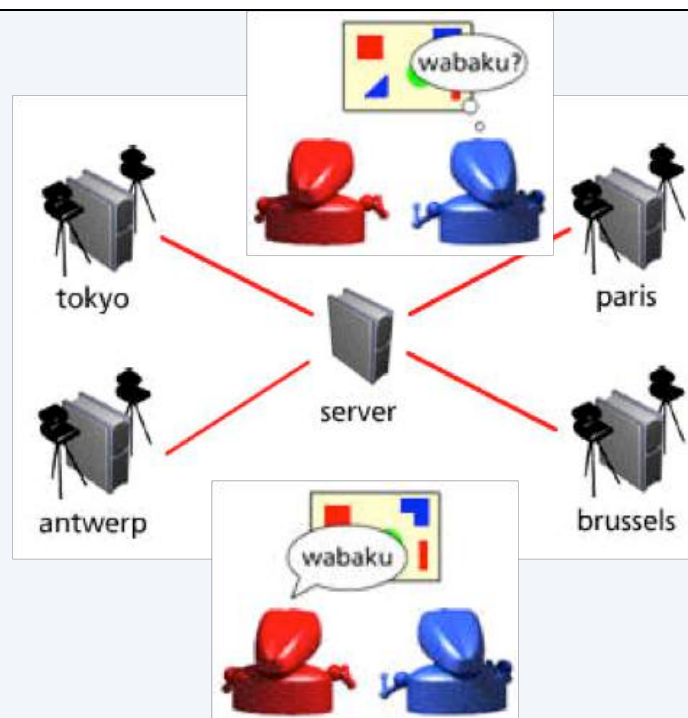 wabaku?
tokyo
paris
server
antwerp
brussels
wabaku